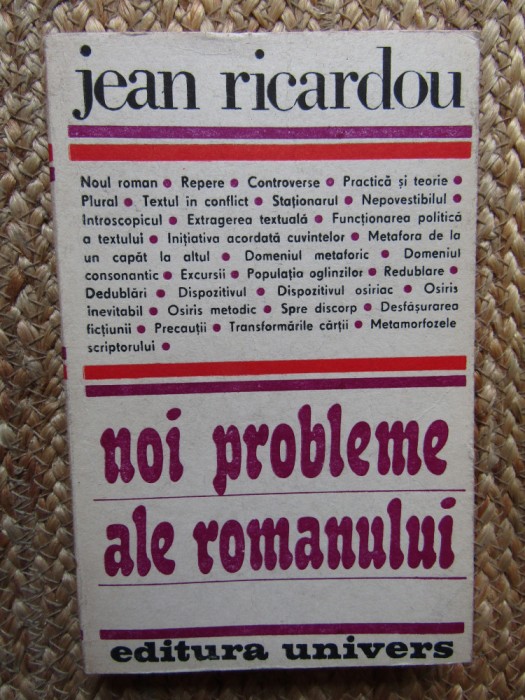 jean ricardou
Noul roman • Repere • Controverse • Practică și teorie •
Plural • Textul in conflict • Staționarul • Nepovestibilul •
Introscopicul • Extragerea textuală • Funcționarea politică
a textului • Inițiativa acordată cuvintelor • Metafora de la
un capăt la altul • Domeniul metaforic • Domeniul
consonantic • Excursii • Populația oglinzilor • Redublare •
Dedublări • Dispozitivul • Dispozitivul osiriac • Osiris
inevitabil • Osiris metodic • Spre discorp • Desfășurarea
ficțiunii • Precauții • Transformările cărții • Metamorfozele
scriptorului •
noi probleme
ale romanului
editura univers